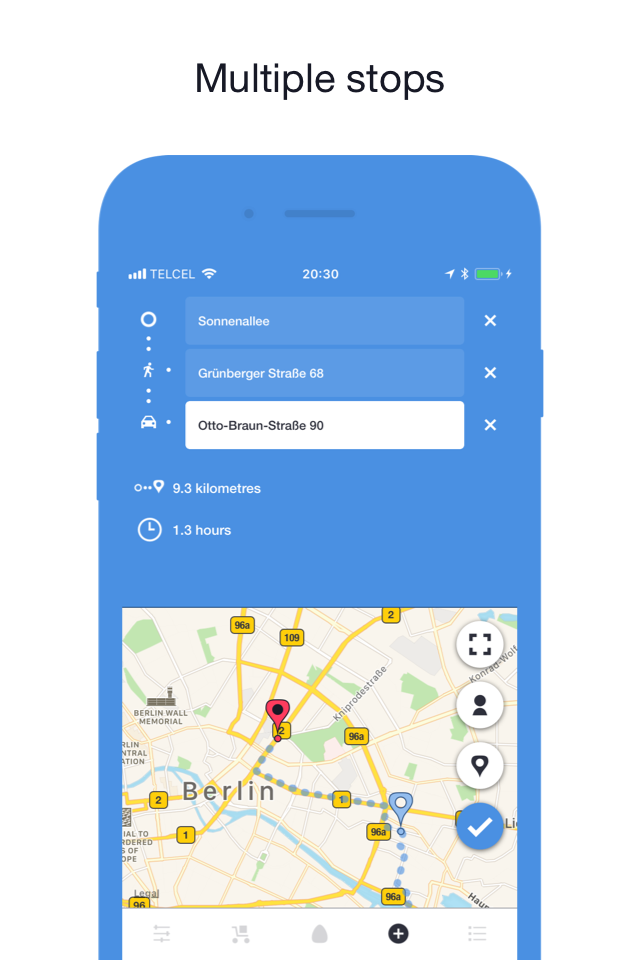 Multiple stops
TELCEL
20:30
Sonnenallee
Grünberger Straße 68
Otto-Braun-Straße 90
9.3 kilometres
1.3 hours
2
96a
109
Konrad-Wolf
Kniprodestraße
BERLIN WALL
MEMORIAL
2
96a
RLIN
NTRAL
ATION
Berlin
2
1
1
96a
Li
IAL TO
RDERED
S OF
OPE
Legal
96
96a
Haup